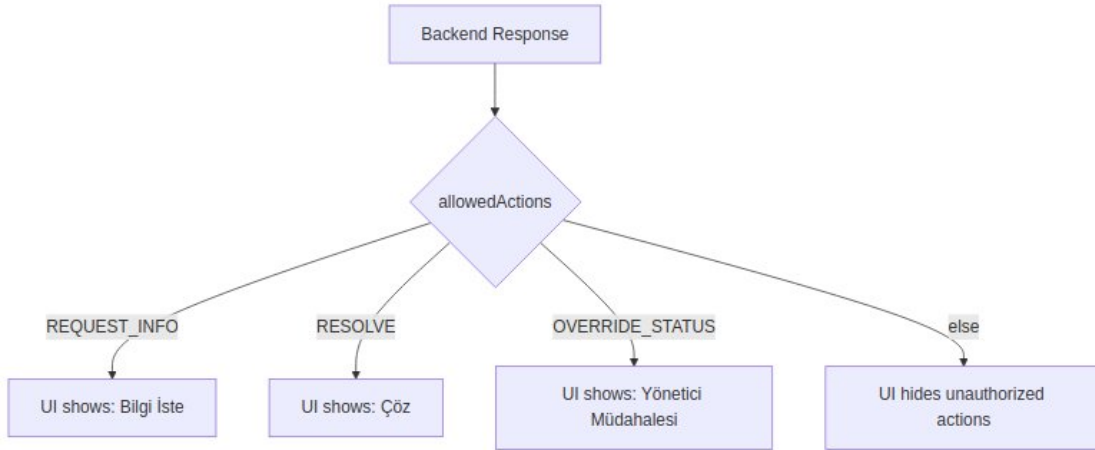 Backend Response
allowedActions
REQUEST_INFO
RESOLVE
OVERRIDE_STATUS
else
UI shows: Bilgi İste
UI shows: Çöz
UI shows: Yönetici
Müdahalesi
UI hides unauthorized
actions